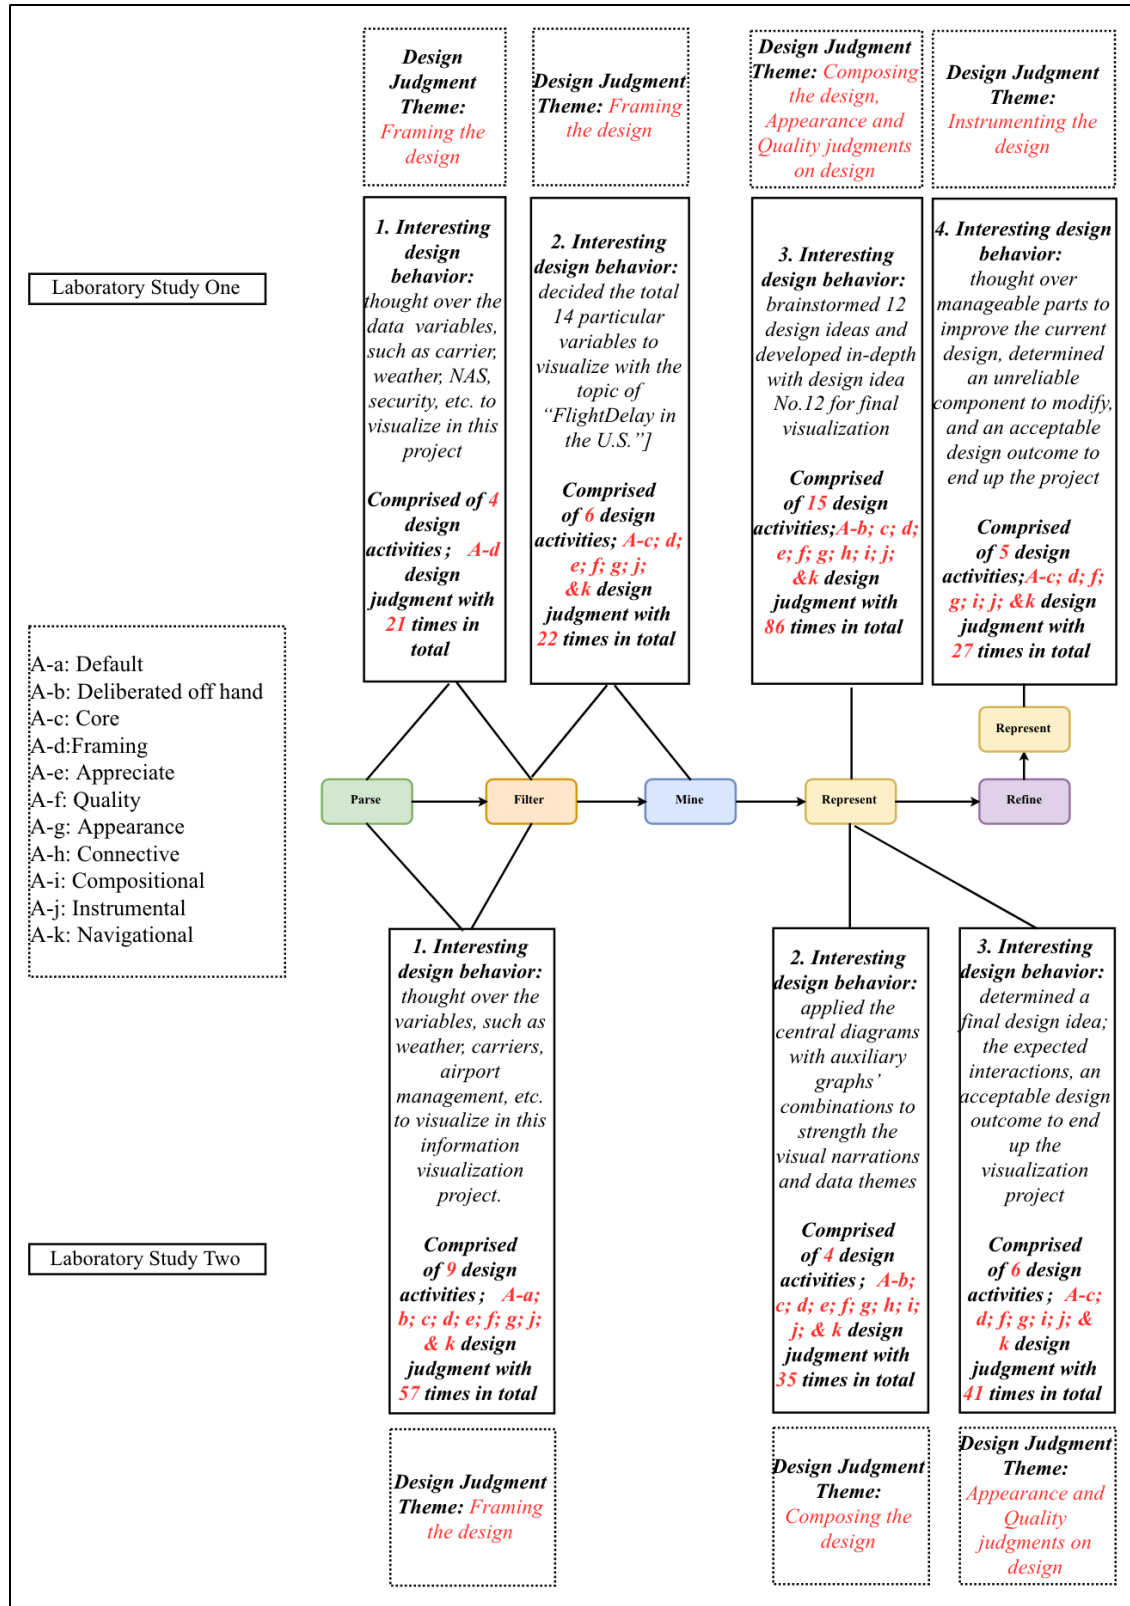 Design
Judgment
Theme:
Framing the
design
Design Judgment
Theme: Framing
the design
Design Judgment
Theme: Composing
the design,
Appearance and
Quality judgments
on design
Design Judgment
Theme:
Instrumenting the
design
Laboratory Study One
1. Interesting
design
behavior:
thought over the
data variables,
such as carrier,
weather, NAS,
security, etc. to
visualize in this
project
Comprised of 4
design
activities; A-d
design
judgment with
21 times in
total
2. Interesting
design behavior:
decided the total
14 particular
variables to
visualize with the
topic of
“FlightDelay in
the U.S.”]
Comprised
of 6 design
activities; A-c; d;
e; f; g; j;
&k design
judgment with
22 times in total
3. Interesting
design behavior:
brainstormed 12
design ideas and
developed in-depth
with design idea
No.12 for final
visualization
Comprised
of 15 design
activities;A-b; c; d;
e; f; g; h; i; j;
&k design
judgment with
86 times in total
4. Interesting design
behavior:
thought over
manageable parts to
improve the current
design, determined
an unreliable
component to modify,
and an acceptable
design outcome to
end up the project
Comprised
of 5 design
activities;A-c; d; f;
g; i; j; &k design
judgment with
27 times in total
A-a: Default
A-b: Deliberated off hand
A-c: Core
A-d:Framing
A-e: Appreciate
A-f: Quality
A-g: Appearance
A-h: Connective
A-i: Compositional
A-j: Instrumental
A-k: Navigational
Represent
Parse
Filter
Mine
Represent
Refine
Laboratory Study Two
1. Interesting
design behavior:
thought over the
variables, such as
weather, carriers,
airport
management, etc.
to visualize in this
information
visualization
project.
Comprised
of 9 design
activities; A-a;
b; c; d; e; f; g; j;
& k design
judgment with
57 times in total
2. Interesting
design behavior:
applied the
central diagrams
with auxiliary
graphs’
combinations to
strength the
visual narrations
and data themes
Comprised
of 4 design
activities; A-b;
c; d; e; f; g; h; i;
j; & k design
judgment with
35 times in total
3. Interesting
design behavior:
determined a
final design idea;
the expected
interactions, an
acceptable design
outcome to end
up the
visualization
project
Comprised
of 6 design
activities; A-c;
d; f; g; i; j; &
k design
judgment with
41 times in total
Design Judgment
Theme: Framing
the design
Design Judgment
Theme:
Composing the
design
Design Judgment
Theme:
Appearance and
Quality
judgments on
design